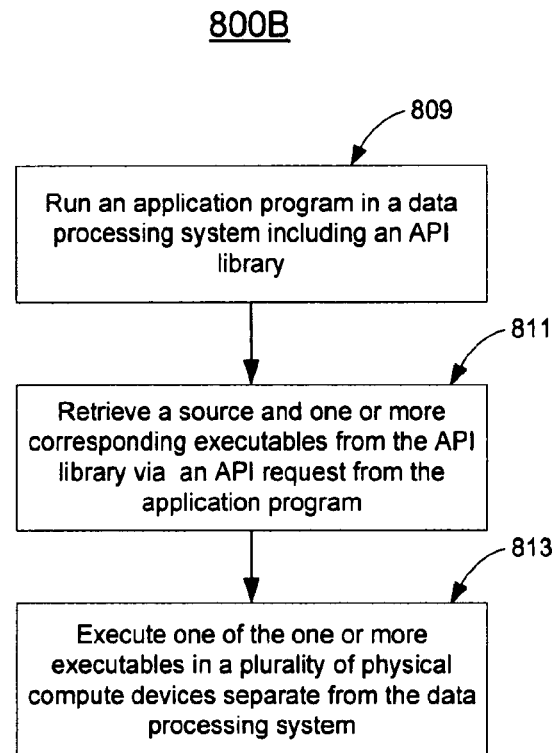 800B
809
Run an application program in a data
processing system including an API
library
811
Retrieve a source and one or more
corresponding executables from the API
library via an API request from the
application program
813
Execute one of the one or more
executables in a plurality of physical
compute devices separate from the data
processing system